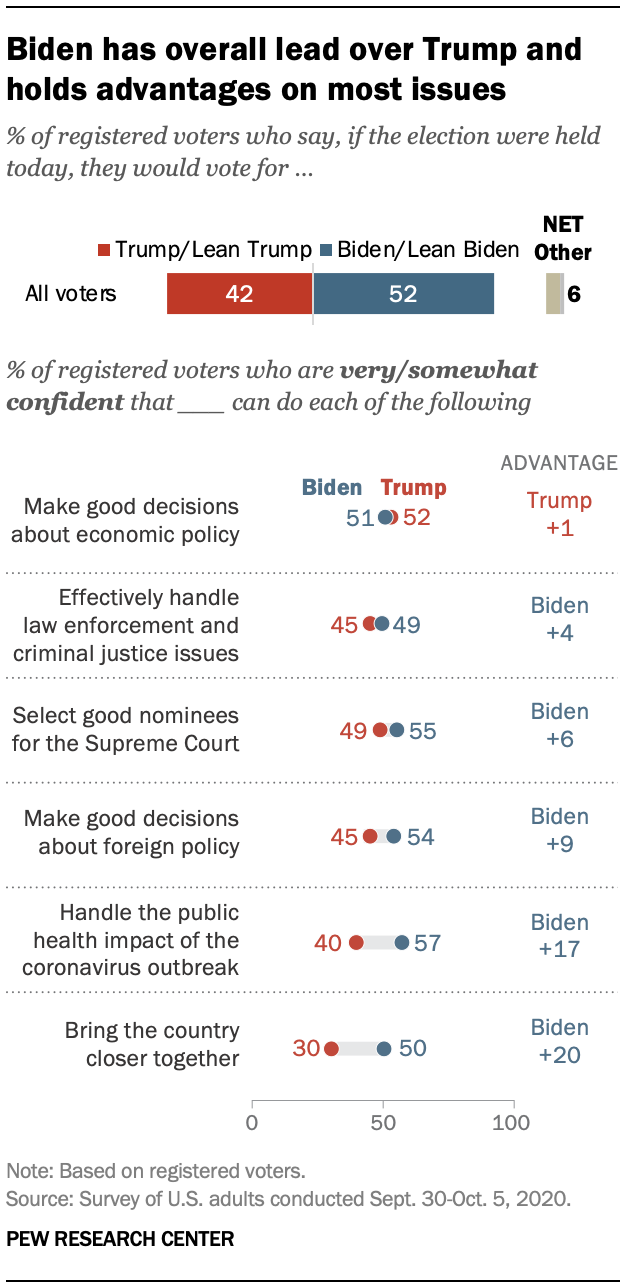 Biden has overall lead over Trump and
holds advantages on most issues
% of registered voters who say, if the election were held
today, they would vote for ...
NET
Trump/Lean Trump Biden/Lean Biden Other
All voters 42 52 6
% of registered voters who are very/somewhat
confident that ___ can do each of the following
ADVANTAGE
Biden Trump
Make good decisions
about economic policy
51 52
Trump
+1
Effectively handle
law enforcement and
criminal justice issues
45 49
Biden
+4
Select good nominees
for the Supreme Court
49 55
Biden
+6
Make good decisions
about foreign policy
45 54
Biden
+9
Handle the public
health impact of the
coronavirus outbreak
40 57
Biden
+17
Bring the country
closer together
30 50
Biden
+20
0 50 100
Note: Based on registered voters.
Source: Survey of U.S. adults conducted Sept. 30-Oct. 5, 2020.
PEW RESEARCH CENTER